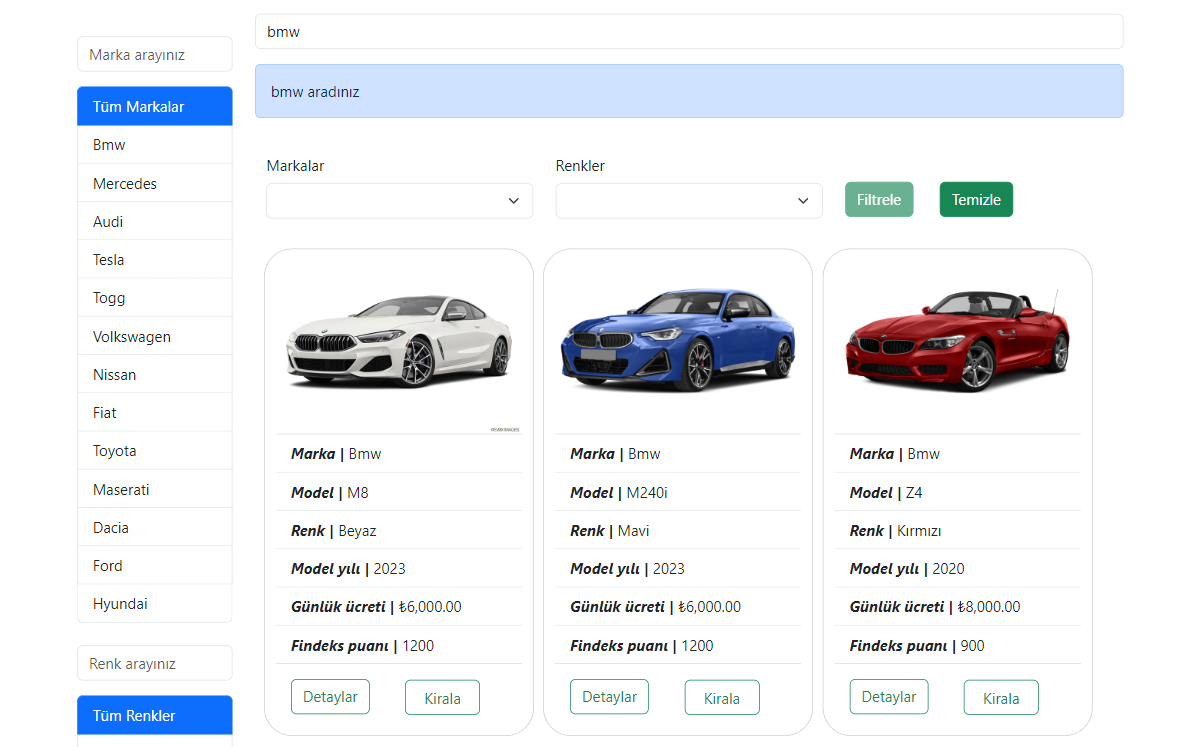 Marka arayınız
Tüm Markalar
Bmw
Mercedes
Audi
Tesla
Togg
Volkswagen
Nissan
Fiat
Toyota
Maserati
Dacia
Ford
Hyundai
Renk arayınız
Tüm Renkler
bmw
bmw aradınız
Markalar
Renkler
Filtrele
Temizle
Marka | Bmw
Model | M8
Renk | Beyaz
Model yılı | 2023
Günlük ücreti | ₺6,000.00
Findeks puanı | 1200
Detaylar
Kirala
Marka | Bmw
Model | M240i
Renk | Mavi
Model yılı | 2023
Günlük ücreti | ₺6,000.00
Findeks puanı | 1200
Detaylar
Kirala
Marka | Bmw
Model | Z4
Renk | Kırmızı
Model yılı | 2020
Günlük ücreti | ₺8,000.00
Findeks puanı | 900
Detaylar
Kirala